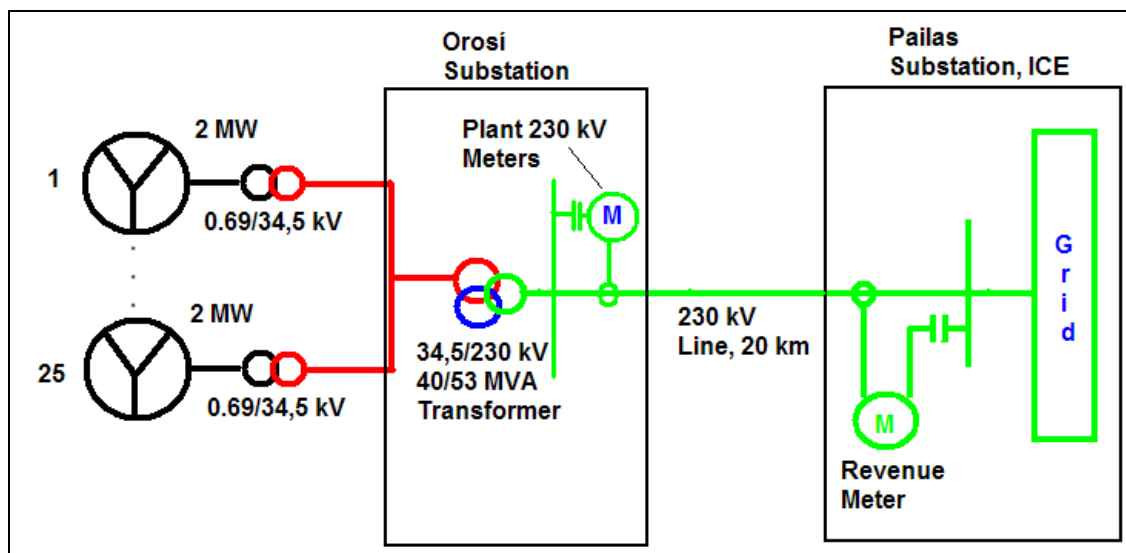 Orosí
Substation
Pailas
Substation, ICE
2 MW
1
0.69/34,5 kV
Plant 230 kV
Meters
M
2 MW
25
0.69/34,5 kV
34,5/230 kV
40/53 MVA
Transformer
230 kV
Line, 20 km
M
Revenue
Meter
G
r
i
d